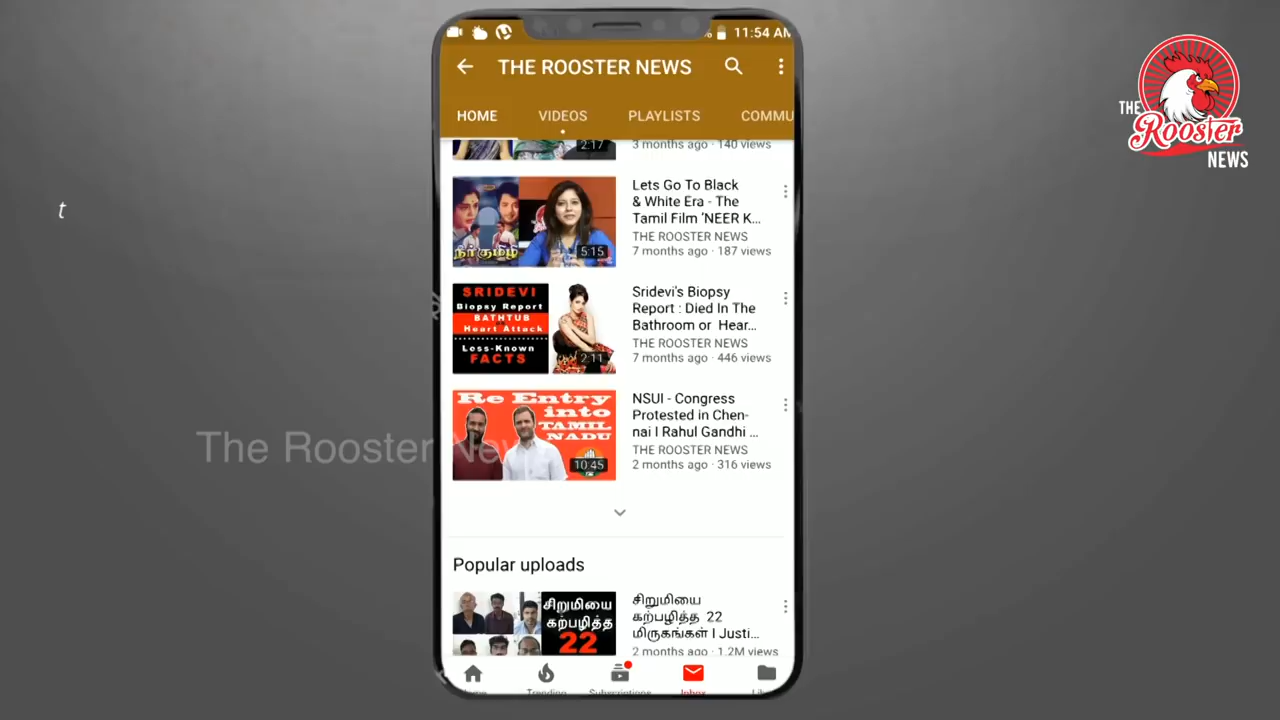 11:54 AM
THE ROOSTER NEWS
HOME VIDEOS PLAYLISTS COMMU
2:17
3 months ago · 140 views
Lets Go To Black
& White Era - The
Tamil Film 'NEER K...
THE ROOSTER NEWS
7 months ago · 187 views
நீர்குமிழி
5:15
Sridevi's Biopsy
Report : Died In The
Bathroom or Hear...
THE ROOSTER NEWS
7 months ago · 446 views
SRIDEVI
Biopsy Report
BATHTUB
or
Heart Attack
Less-Known
FACTS
2:11
NSUI - Congress
Protested in Chen-
nai I Rahul Gandhi ...
THE ROOSTER NEWS
2 months ago · 316 views
Re Entry
into
TAMIL
NADU
10:45
Popular uploads
சிறுமியை
கற்பழித்த
22
சிறுமியை
கற்பழித்த 22
மிருகங்கள் I Justi...
2 months ago · 1.2M views
Home Trending Subscriptions Inbox
THE
Rooster
NEWS
t
The Rooster New